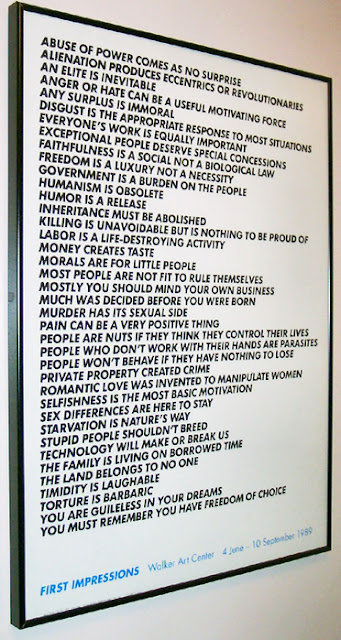 ABUSE OF POWER COMES AS NO SURPRISE
ALIENATION PRODUCES ECCENTRICS OR REVOLUTIONARIES
AN ELITE IS INEVITABLE
ANGER OR HATE CAN BE A USEFUL MOTIVATING FORCE
ANY SURPLUS IS IMMORAL
DISGUST IS THE APPROPRIATE RESPONSE TO MOST SITUATIONS
EVERYONE'S WORK IS EQUALLY IMPORTANT
EXCEPTIONAL PEOPLE DESERVE SPECIAL CONCESSIONS
FAITHFULNESS IS A SOCIAL NOT A BIOLOGICAL LAW
FREEDOM IS A LUXURY NOT A NECESSITY
GOVERNMENT IS A BURDEN ON THE PEOPLE
HUMANISM IS OBSOLETE
HUMOR IS A RELEASE
INHERITANCE MUST BE ABOLISHED
KILLING IS UNAVOIDABLE BUT IS NOTHING TO BE PROUD OF
LABOR IS A LIFE-DESTROYING ACTIVITY
MONEY CREATES TASTE
MORALS ARE FOR LITTLE PEOPLE
MOST PEOPLE ARE NOT FIT TO RULE THEMSELVES
MOSTLY YOU SHOULD MIND YOUR OWN BUSINESS
MUCH WAS DECIDED BEFORE YOU WERE BORN
MURDER HAS ITS SEXUAL SIDE
PAIN CAN BE A VERY POSITIVE THING
PEOPLE ARE NUTS IF THEY THINK THEY CONTROL THEIR LIVES
PEOPLE WHO DON'T WORK WITH THEIR HANDS ARE PARASITES
PEOPLE WON'T BEHAVE IF THEY HAVE NOTHING TO LOSE
PRIVATE PROPERTY CREATED CRIME
ROMANTIC LOVE WAS INVENTED TO MANIPULATE WOMEN
SELFISHNESS IS THE MOST BASIC MOTIVATION
SEX DIFFERENCES ARE HERE TO STAY
STARVATION IS NATURE'S WAY
STUPID PEOPLE SHOULDN'T BREED
TECHNOLOGY WILL MAKE OR BREAK US
THE FAMILY IS LIVING ON BORROWED TIME
THE LAND BELONGS TO NO ONE
TIMIDITY IS LAUGHABLE
TORTURE IS BARBARIC
YOU ARE GUILELESS IN YOUR DREAMS
YOU MUST REMEMBER YOU HAVE FREEDOM OF CHOICE
FIRST IMPRESSIONS Walker Art Center 4 June - 10 September 1989